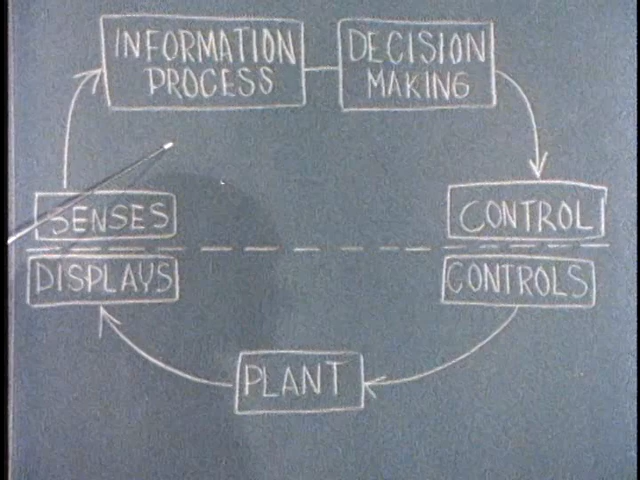 INFORMATION
PROCESS
DECISION
MAKING
SENSES
CONTROL
DISPLAYS
CONTROLS
PLANT